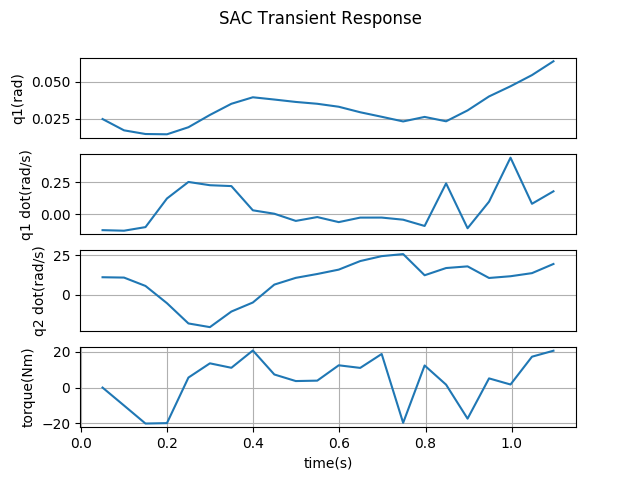 SAC Transient Response
q1(rad)
0.050
0.025
q1 dot(rad/s)
0.25
0.00
q2 dot(rad/s)
25
0
torque(Nm)
20
0
−20
0.0 0.2 0.4 0.6 0.8 1.0
time(s)